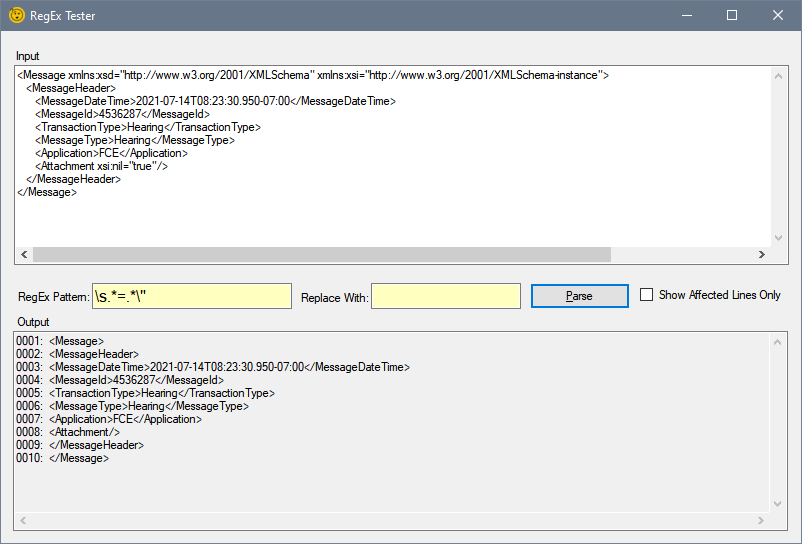 RegEx Tester
Input
<Message xmlns:xsd="http://www.w3.org/2001/XMLSchema" xmlns:xsi="http://www.w3.org/2001/XMLSchema-instance">
<MessageHeader>
<MessageDateTime>2021-07-14T08:23:30.950-07:00</MessageDateTime>
<MessageId>4536287</MessageId>
<TransactionType>Hearing</TransactionType>
<MessageType>Hearing</MessageType>
<Application>FCE</Application>
<Attachment xsi:nil="true"/>
</MessageHeader>
</Message>
RegEx Pattern: \s.*=.*\" Replace With: Parse Show Affected Lines Only
Output
0001: <Message>
0002: <MessageHeader>
0003: <MessageDateTime>2021-07-14T08:23:30.950-07:00</MessageDateTime>
0004: <MessageId>4536287</MessageId>
0005: <TransactionType>Hearing</TransactionType>
0006: <MessageType>Hearing</MessageType>
0007: <Application>FCE</Application>
0008: <Attachment/>
0009: </MessageHeader>
0010: </Message>